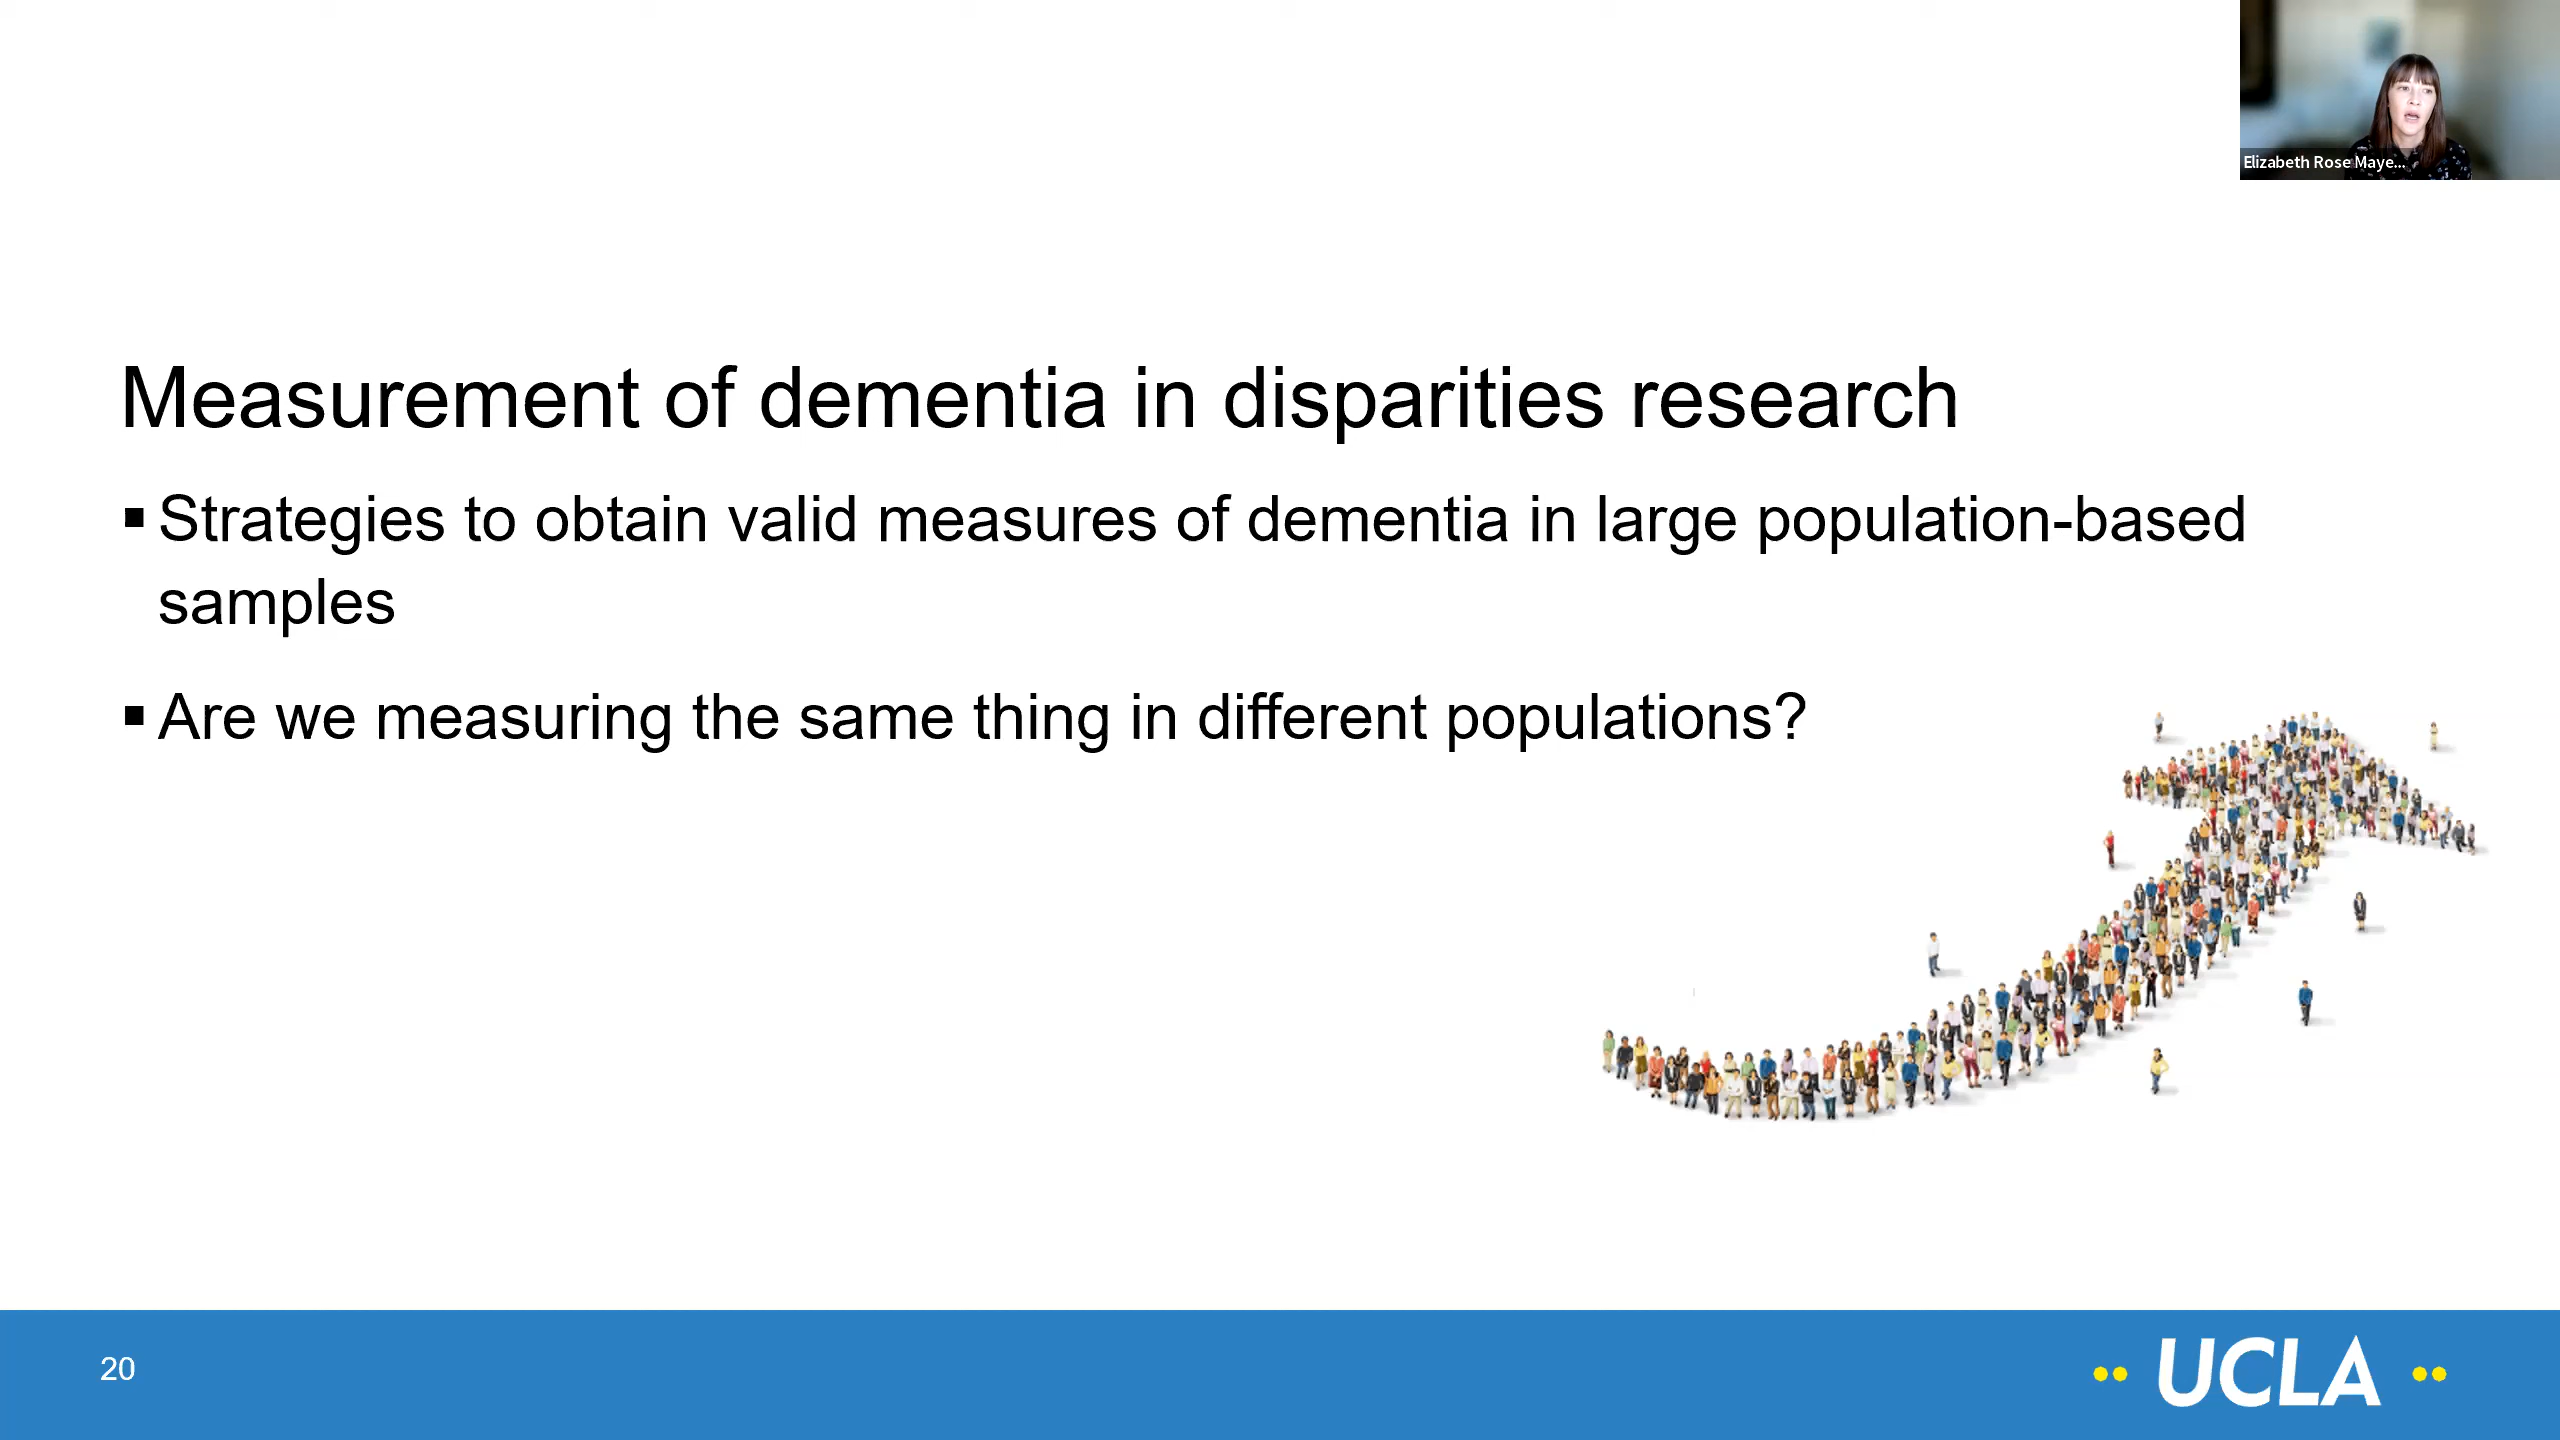 Elizabeth Rose Maye...
Measurement of dementia in disparities research
▪ Strategies to obtain valid measures of dementia in large population-based
samples
▪ Are we measuring the same thing in different populations?
20
UCLA